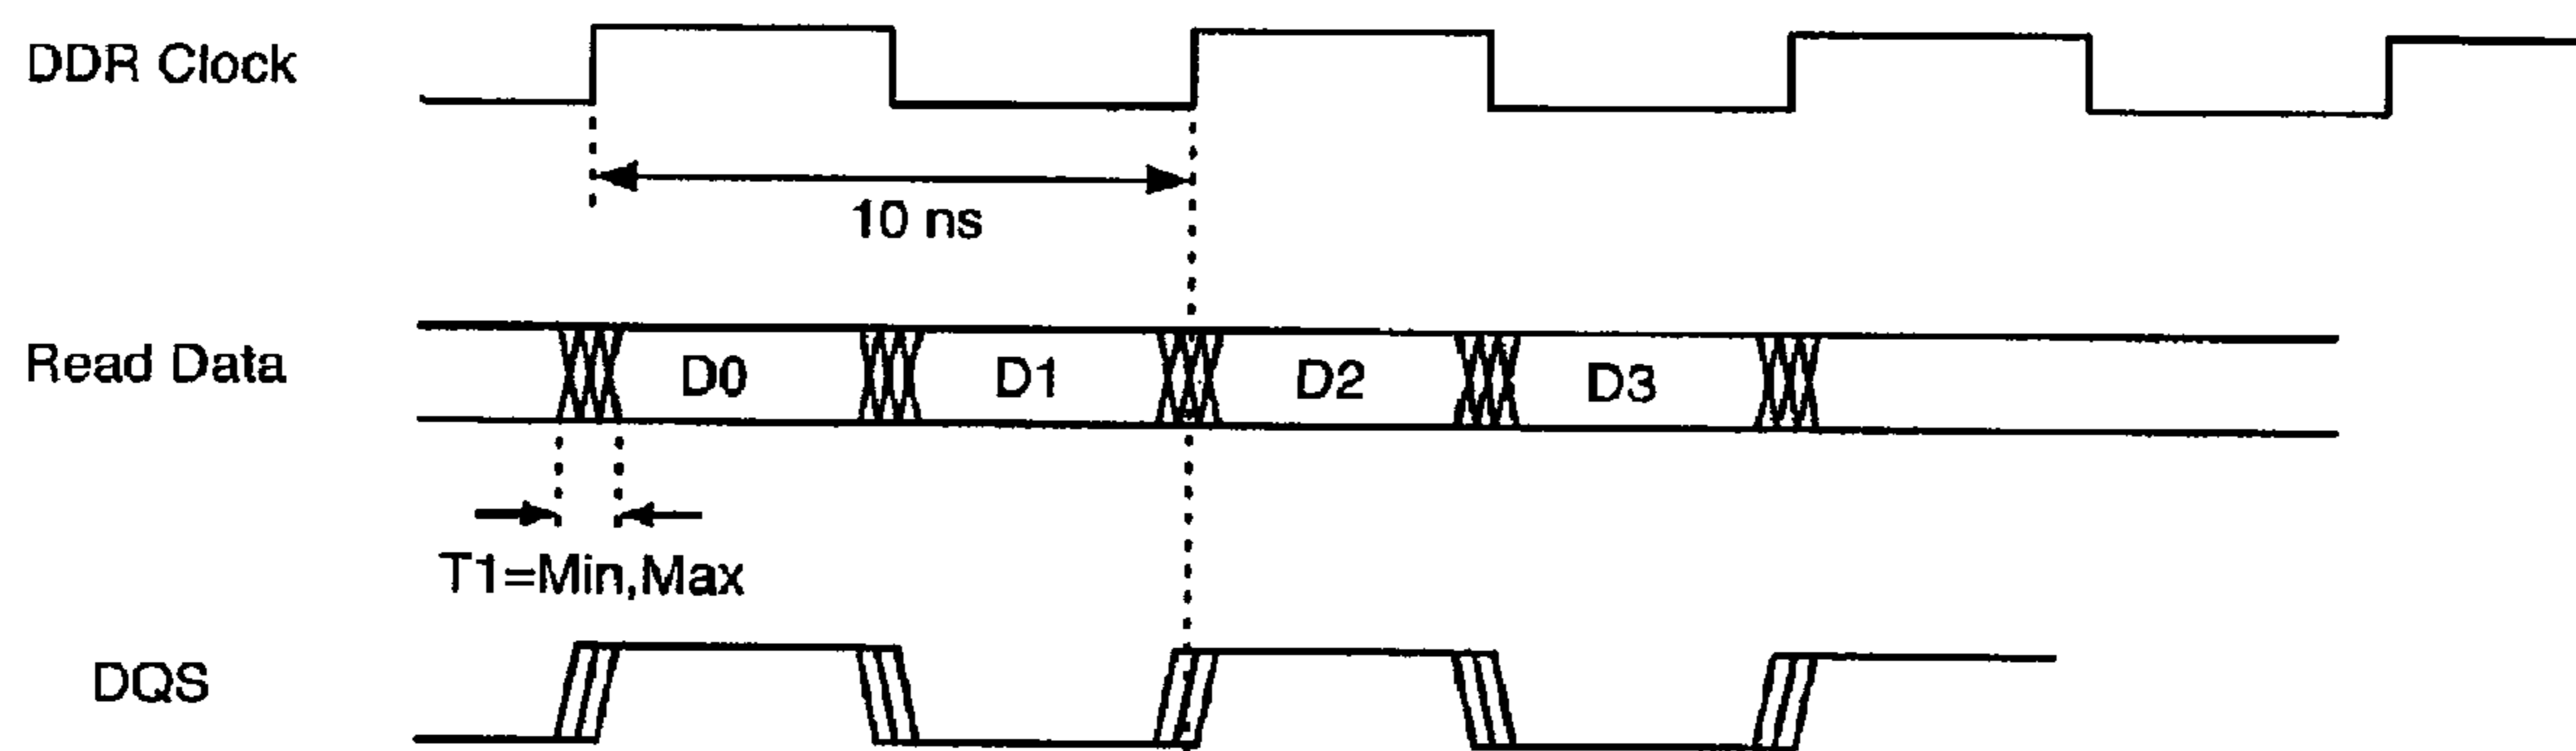 DDR Clock
10 ns
Read Data
D0 D1 D2 D3
T1=Min,Max
DQS